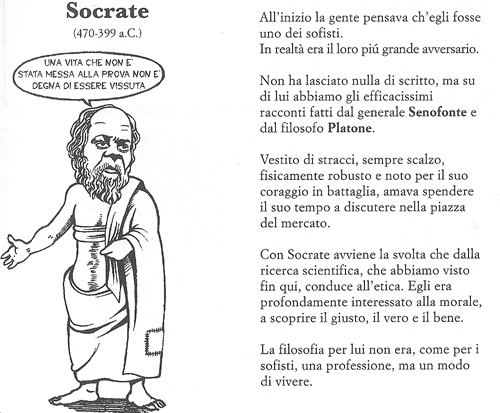 Socrate
(470-399 a.C.)
UNA VITA CHE NON E'
STATA MESSA ALLA PROVA NON E'
DEGNA DI ESSERE VISSUTA
All'inizio la gente pensava ch'egli fosse
uno dei sofisti.
In realtà era il loro piú grande avversario.
Non ha lasciato nulla di scritto, ma su
di lui abbiamo gli efficacissimi
racconti fatti dal generale Senofonte e
dal filosofo Platone.
Vestito di stracci, sempre scalzo,
fisicamente robusto e noto per il suo
coraggio in battaglia, amava spendere
il suo tempo a discutere nella piazza
del mercato.
Con Socrate avviene la svolta che dalla
ricerca scientifica, che abbiamo visto
fin qui, conduce all'etica. Egli era
profondamente interessato alla morale,
a scoprire il giusto, il vero e il bene.
La filosofia per lui non era, come per i
sofisti, una professione, ma un modo
di vivere.